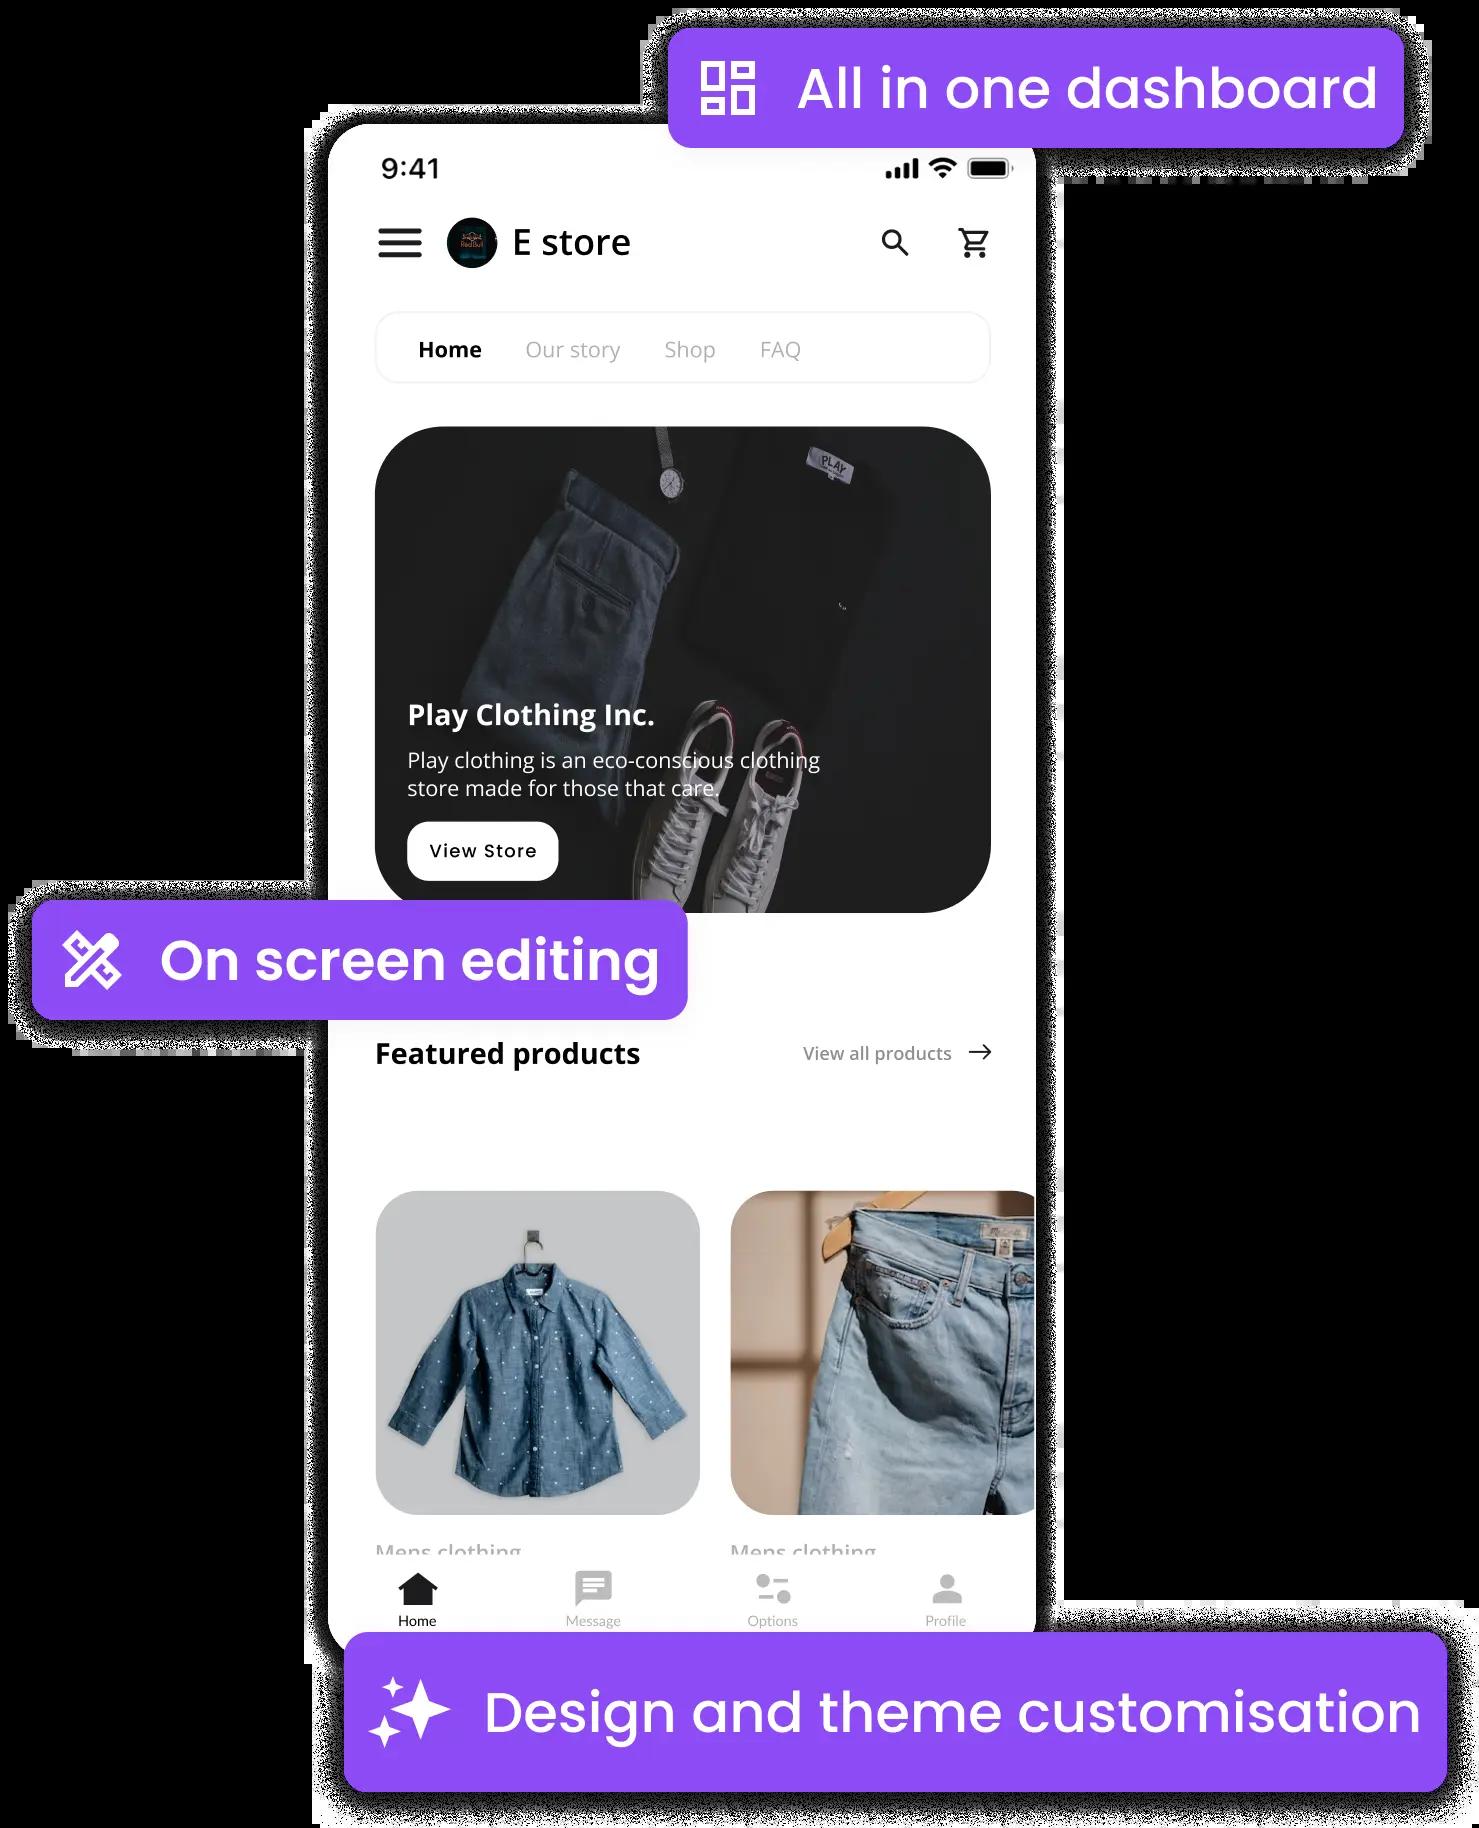 All in one dashboard
9:41
E store
Home Our story Shop FAQ
PLAY
Play Clothing Inc.
Play clothing is an eco-conscious clothing
store made for those that care.
View Store
On screen editing
Featured products
View all products
Mens clothing Mens clothing
Home Message Options Profile
Design and theme customisation